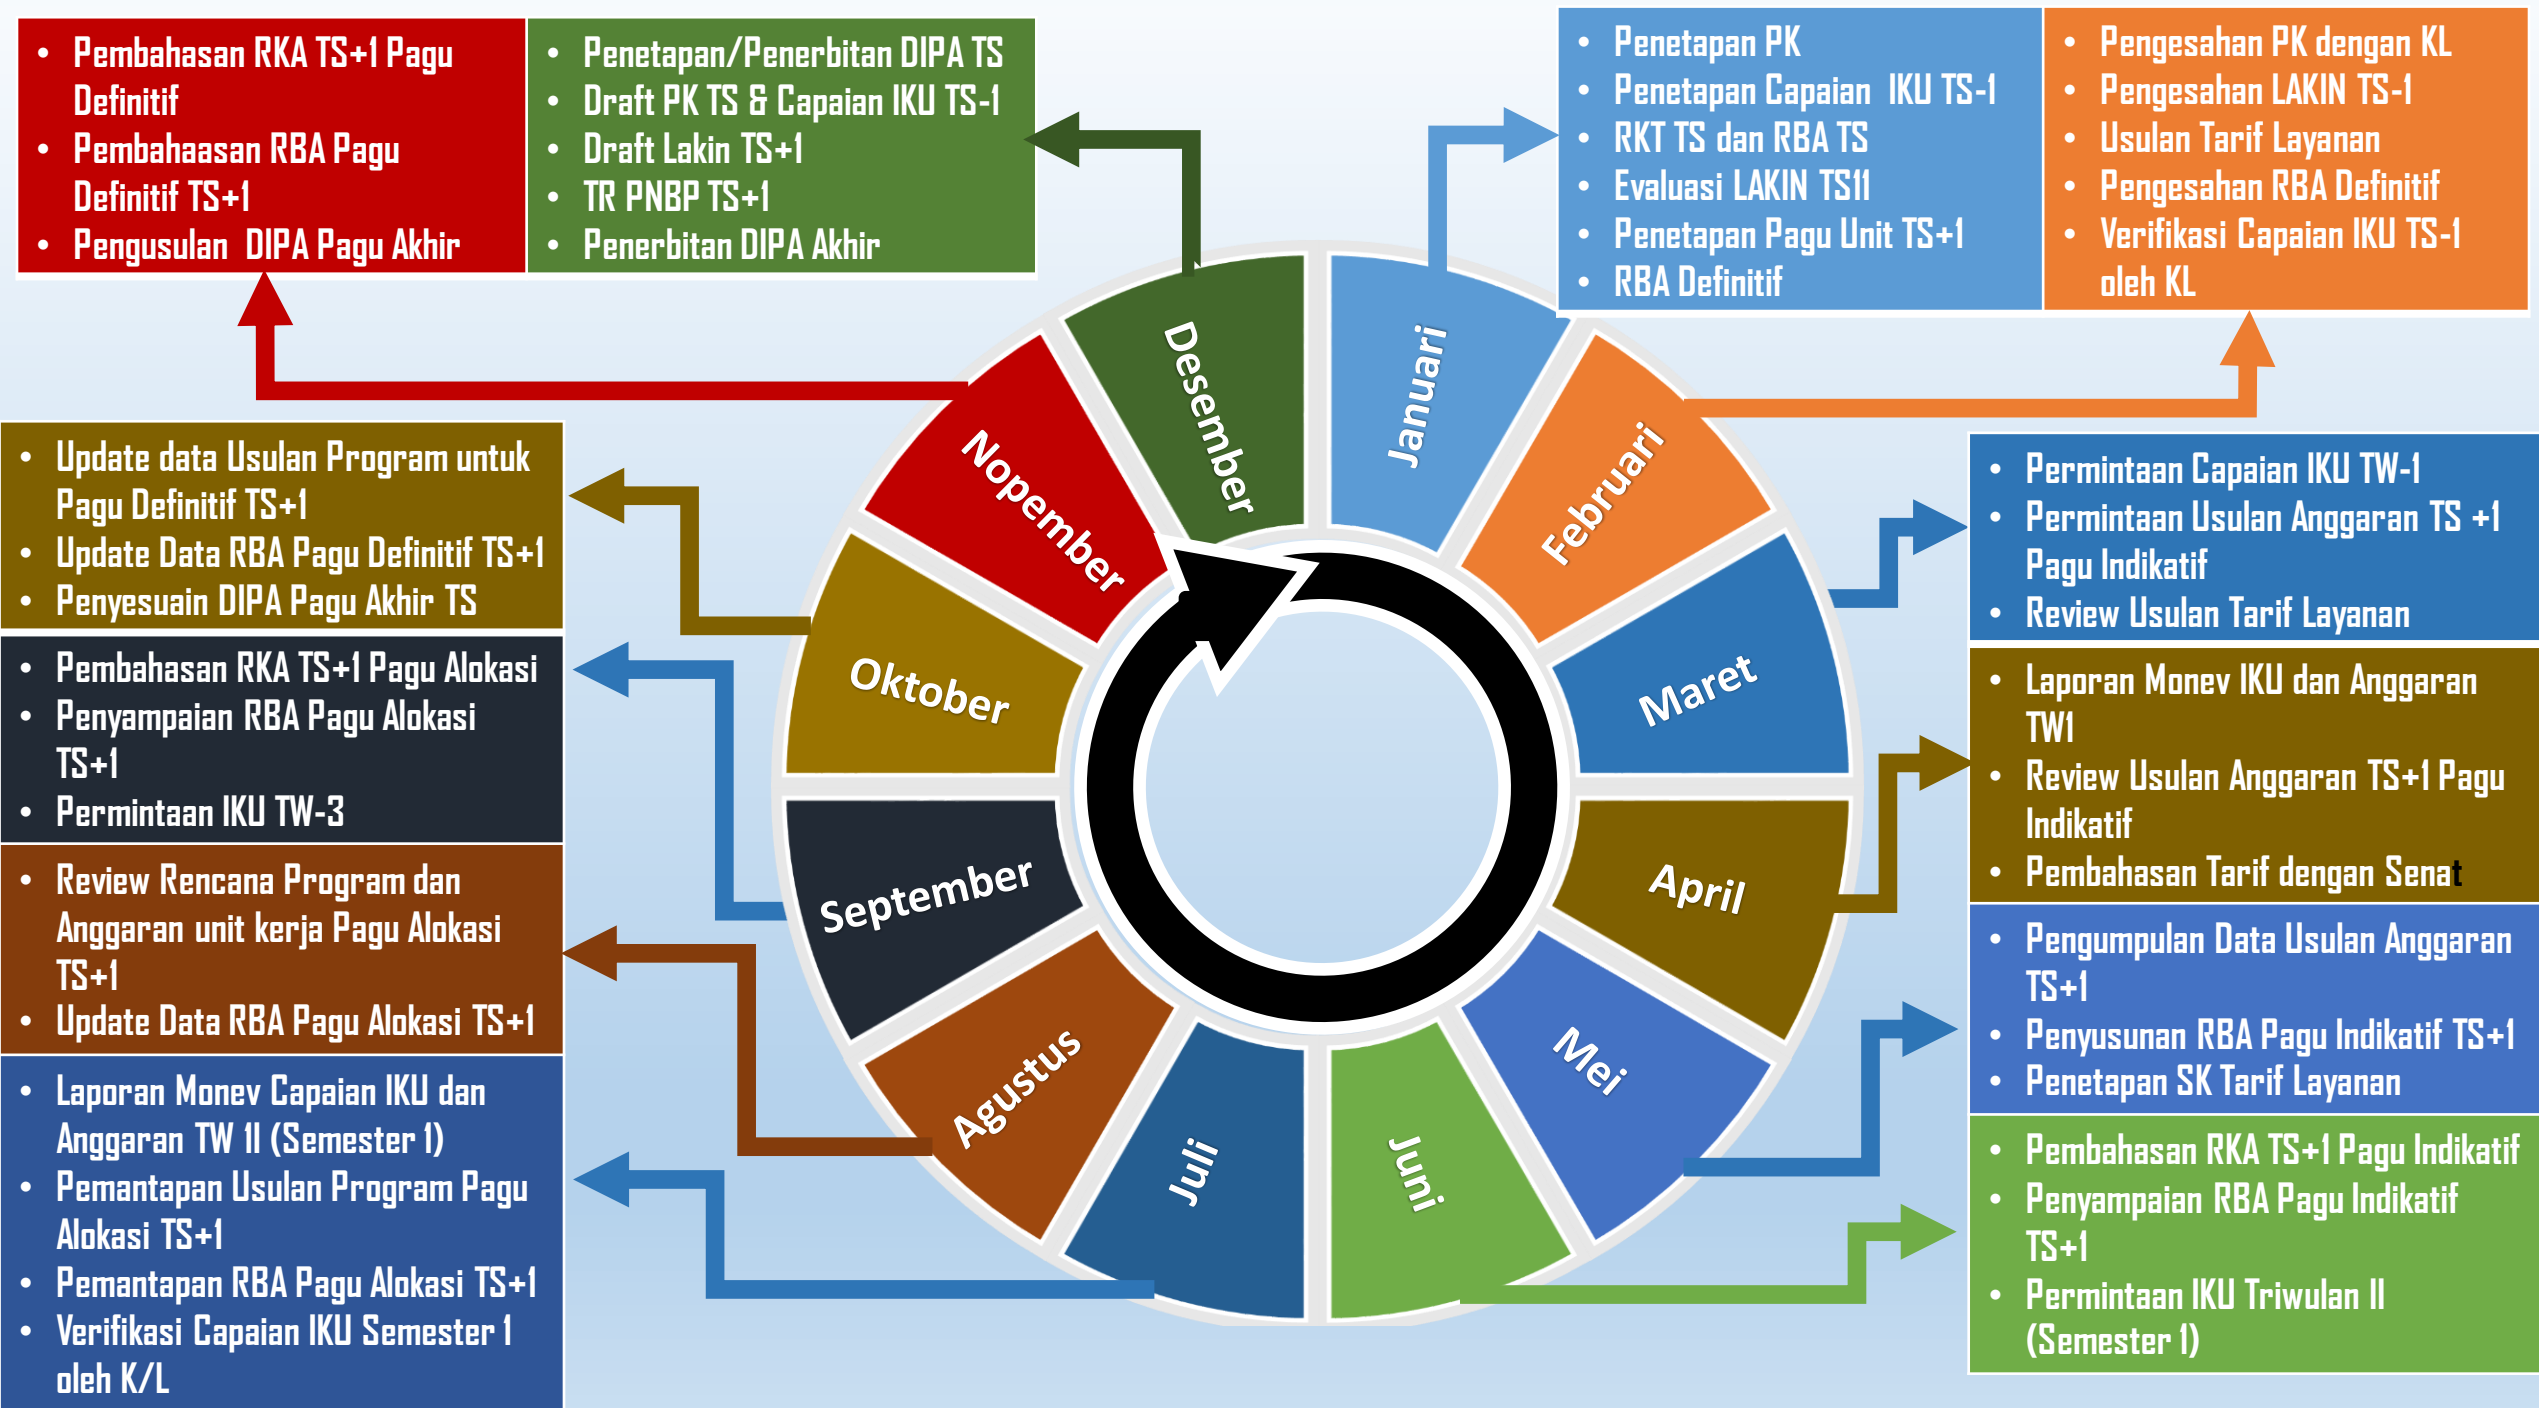 • Pembahasan RKA TS+1 Pagu
Definitif
• Pembahaasan RBA Pagu
Definitif TS+1
• Pengusulan DIPA Pagu Akhir
• Penetapan/Penerbitan DIPA TS
• Draft PK TS & Capaian IKU TS-1
• Draft Lakin TS+1
• TR PNBP TS+1
• Penerbitan DIPA Akhir
• Penetapan PK
• Penetapan Capaian IKU TS-1
• RKT TS dan RBA TS
• Evaluasi LAKIN TS11
• Penetapan Pagu Unit TS+1
• RBA Definitif
• Pengesahan PK dengan KL
• Pengesahan LAKIN TS-1
• Usulan Tarif Layanan
• Pengesahan RBA Definitif
• Verifikasi Capaian IKU TS-1
oleh KL
• Update data Usulan Program untuk
Pagu Definitif TS+1
• Update Data RBA Pagu Definitif TS+1
• Penyesuain DIPA Pagu Akhir TS
• Pembahasan RKA TS+1 Pagu Alokasi
• Penyampaian RBA Pagu Alokasi
TS+1
• Permintaan IKU TW-3
• Review Rencana Program dan
Anggaran unit kerja Pagu Alokasi
TS+1
• Update Data RBA Pagu Alokasi TS+1
• Laporan Monev Capaian IKU dan
Anggaran TW 1I (Semester 1)
• Pemantapan Usulan Program Pagu
Alokasi TS+1
• Pemantapan RBA Pagu Alokasi TS+1
• Verifikasi Capaian IKU Semester 1
oleh K/L
Januari
Februari
Maret
April
Mei
Juni
Juli
Agustus
September
Oktober
Nopember
Desember
• Permintaan Capaian IKU TW-1
• Permintaan Usulan Anggaran TS +1
Pagu Indikatif
• Review Usulan Tarif Layanan
• Laporan Monev IKU dan Anggaran
TW1
• Review Usulan Anggaran TS+1 Pagu
Indikatif
• Pembahasan Tarif dengan Senat
• Pengumpulan Data Usulan Anggaran
TS+1
• Penyusunan RBA Pagu Indikatif TS+1
• Penetapan SK Tarif Layanan
• Pembahasan RKA TS+1 Pagu Indikatif
• Penyampaian RBA Pagu Indikatif
TS+1
• Permintaan IKU Triwulan II
(Semester 1)